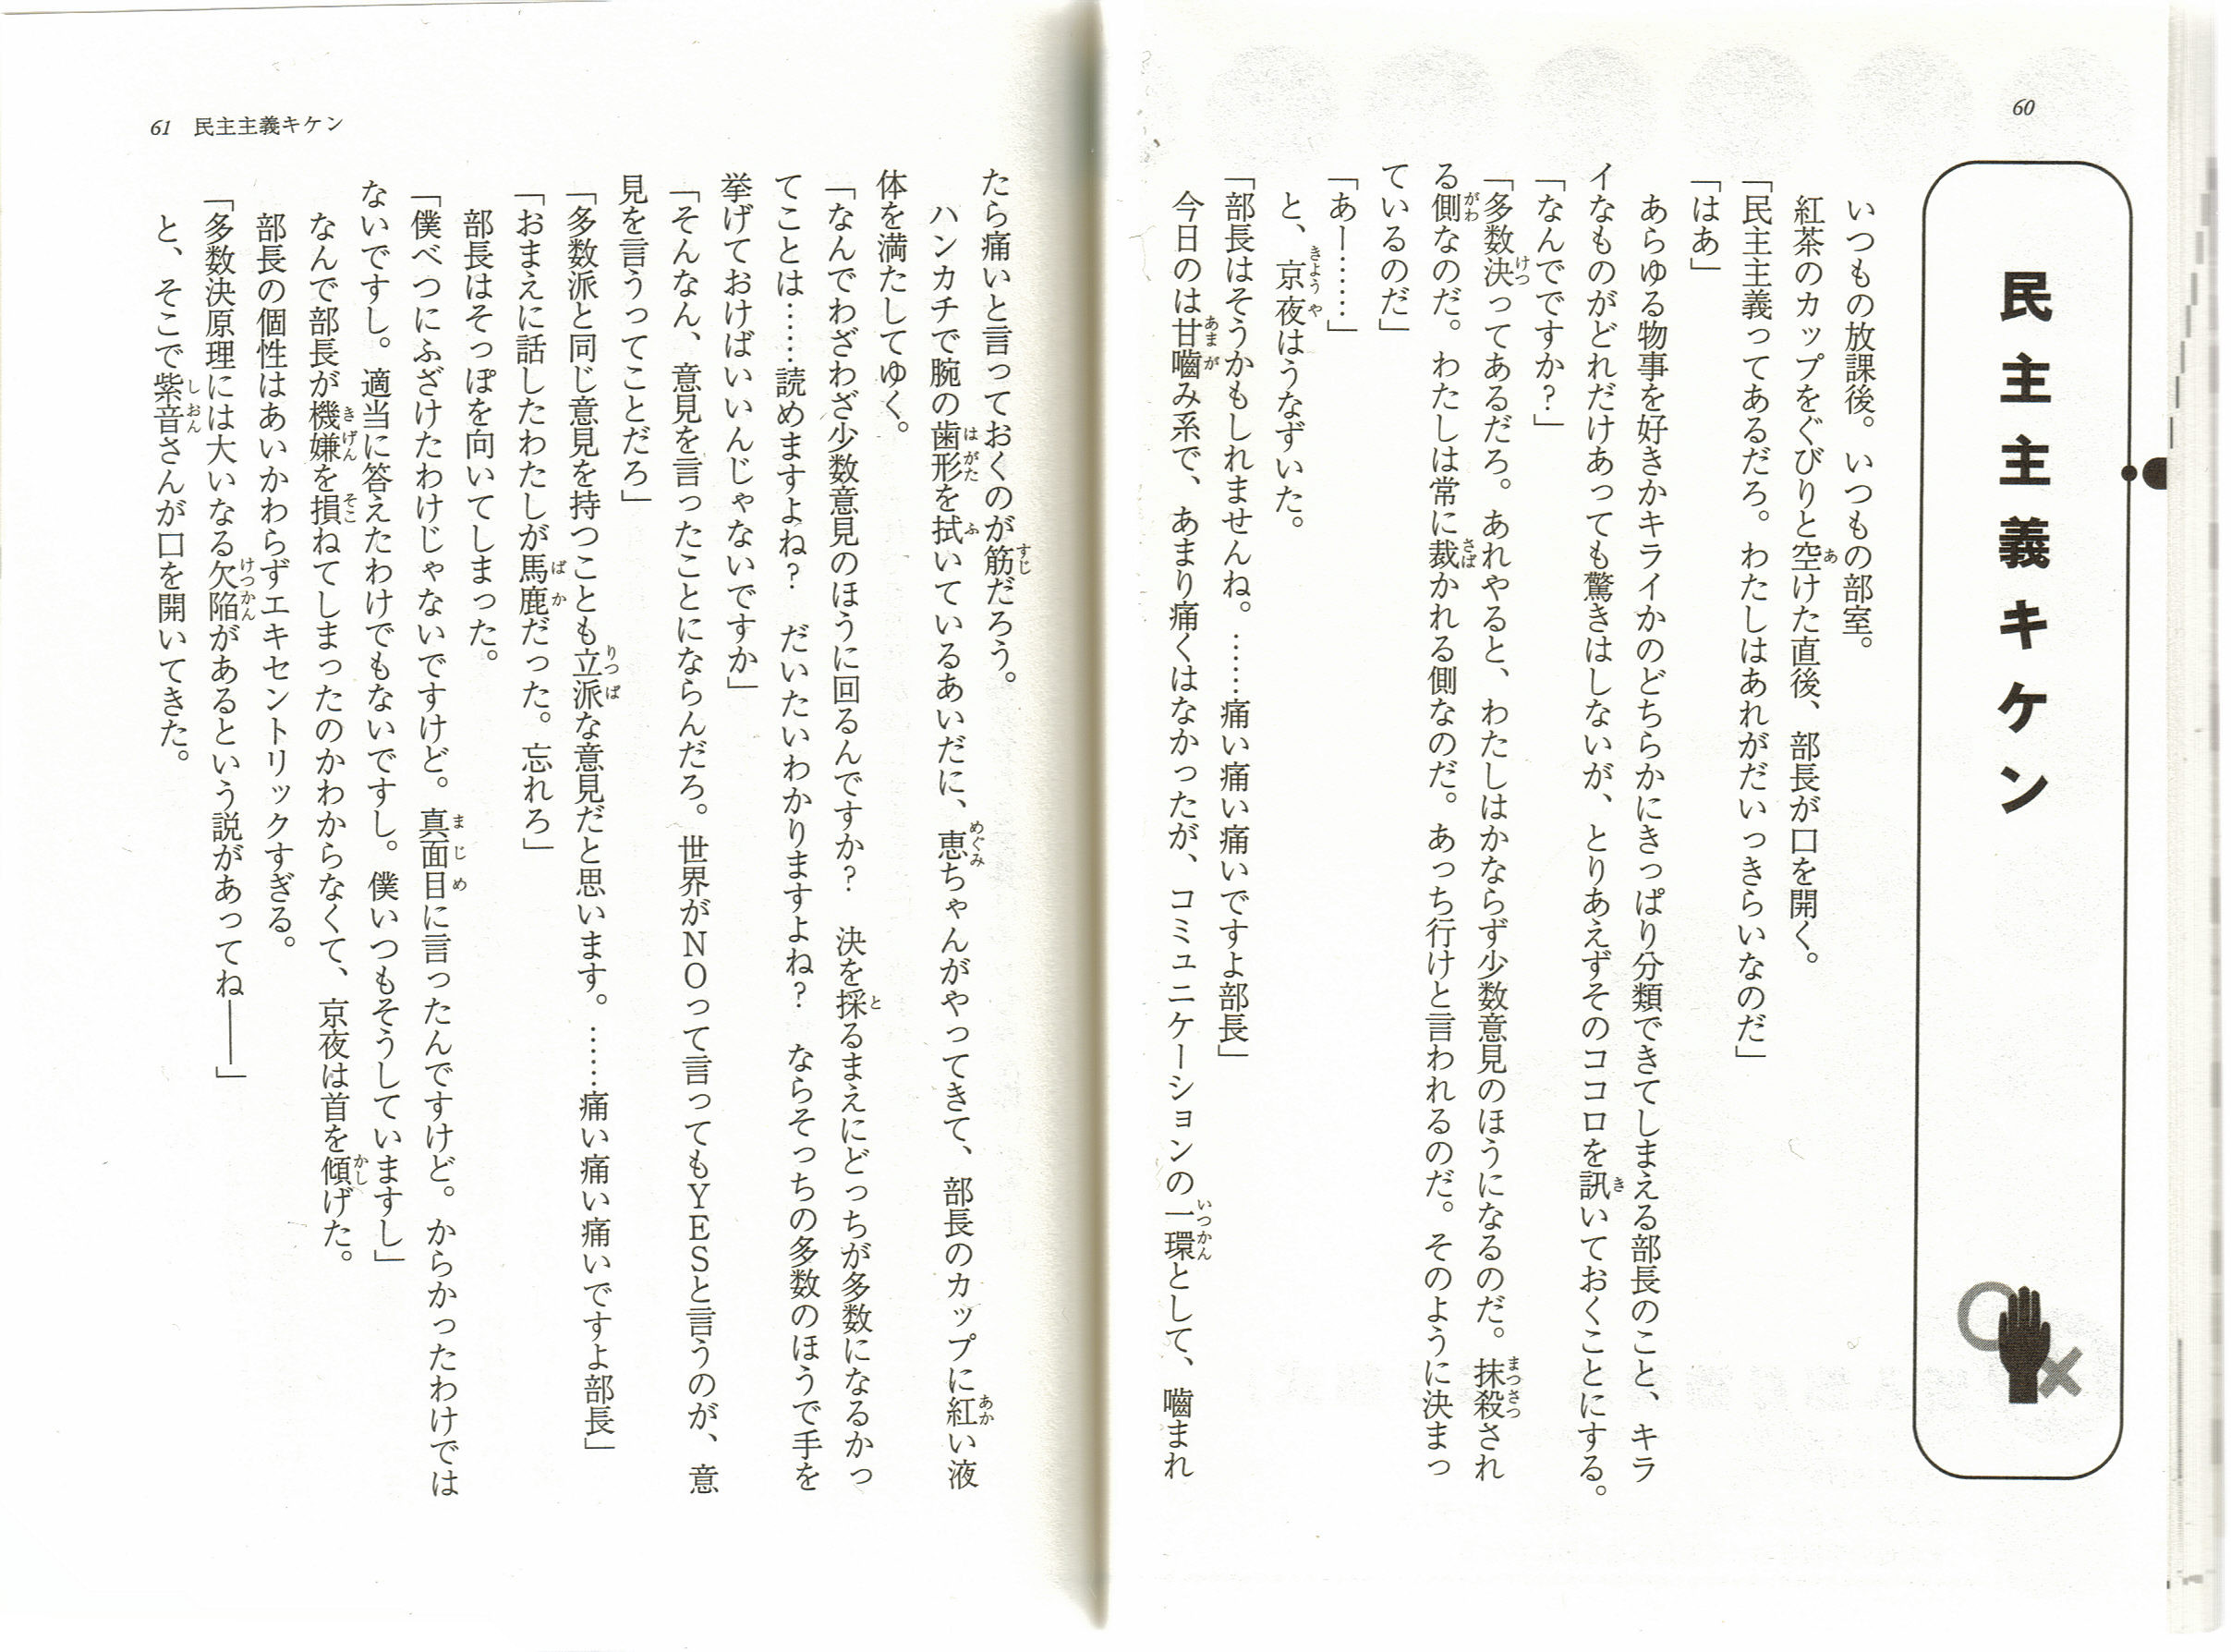 60
民主主義キケン
いつもの放課後。いつもの部室。
紅茶のカップをぐびりと空けた直後、部長が口を開く。
「民主主義ってあるだろ。わたしはあれがだいっきらいなのだ」
「はあ」
あらゆる物事を好きかキライかのどちらかにきっぱり分類できてしまえる部長のこと、キラ
イなものがどれだけあっても驚きはしないが、とりあえずそのココロを訊いておくことにする。
「なんでですか？」
「多数決ってあるだろ。あれやると、わたしはかならず少数意見のほうになるのだ。抹殺され
る側なのだ。わたしは常に裁かれる側なのだ。あっち行けと言われるのだ。そのように決まっ
ているのだ」
「あー……」
と、京夜はうなずいた。
「部長はそうかもしれませんね。……痛い痛い痛いですよ部長」
今日のは甘嚙み系で、あまり痛くはなかったが、コミュニケーションの一環として、嚙まれ
たら痛いと言っておくのが筋だろう。
ハンカチで腕の歯形を拭いているあいだに、恵ちゃんがやってきて、部長のカップに紅い液
体を満たしてゆく。
「なんでわざわざ少数意見のほうに回るんですか？　決を採るまえにどっちが多数になるかっ
てことは……読めますよね？　だいたいわかりますよね？　ならそっちの多数のほうで手を
挙げておけばいいんじゃないですか」
「そんなん、意見を言ったことにならんだろ。世界がＮＯって言ってもＹＥＳと言うのが、意
見を言うってことだろ」
「多数派と同じ意見を持つことも立派な意見だと思います。……痛い痛い痛いですよ部長」
「おまえに話したわたしが馬鹿だった。忘れろ」
部長はそっぽを向いてしまった。
「僕べつにふざけたわけじゃないですけど。真面目に言ったんですけど。からかったわけでは
ないですし。適当に答えたわけでもないですし。僕いつもそうしていますし」
なんで部長が機嫌を損ねてしまったのかわからなくて、京夜は首を傾げた。
部長の個性はあいかわらずエキセントリックすぎる。
「多数決原理には大いなる欠陥があるという説があってね――」
と、そこで紫音さんが口を開いてきた。
61　民主主義キケン